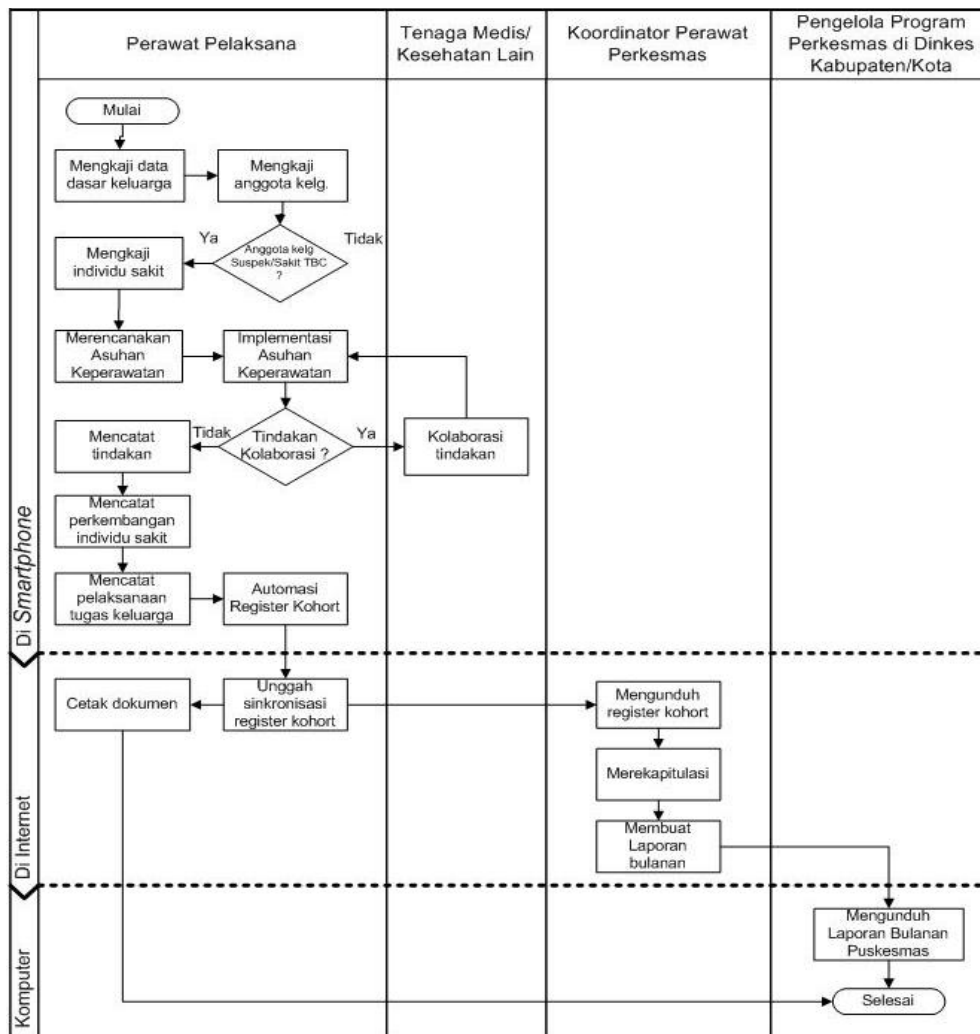 Perawat Pelaksana
Tenaga Medis/
Kesehatan Lain
Koordinator Perawat
Perkesmas
Pengelola Program
Perkesmas di Dinkes
Kabupaten/Kota
Di Smartphone
Mulai
Mengkaji data
dasar keluarga
Mengkaji
anggota kelg.
Anggota kelg
Suspek/Sakit TBC
?
Ya
Tidak
Mengkaji
individu sakit
Merencanakan
Asuhan
Keperawatan
Implementasi
Asuhan
Keperawatan
Tindakan
Kolaborasi ?
Tidak
Ya
Kolaborasi
tindakan
Mencatat
tindakan
Mencatat
perkembangan
individu sakit
Mencatat
pelaksanaan
tugas keluarga
Automasi
Register Kohort
Di Internet
Cetak dokumen
Unggah
sinkronisasi
register kohort
Mengunduh
register kohort
Merekapitulasi
Membuat
Laporan
bulanan
Komputer
Mengunduh
Laporan Bulanan
Puskesmas
Selesai